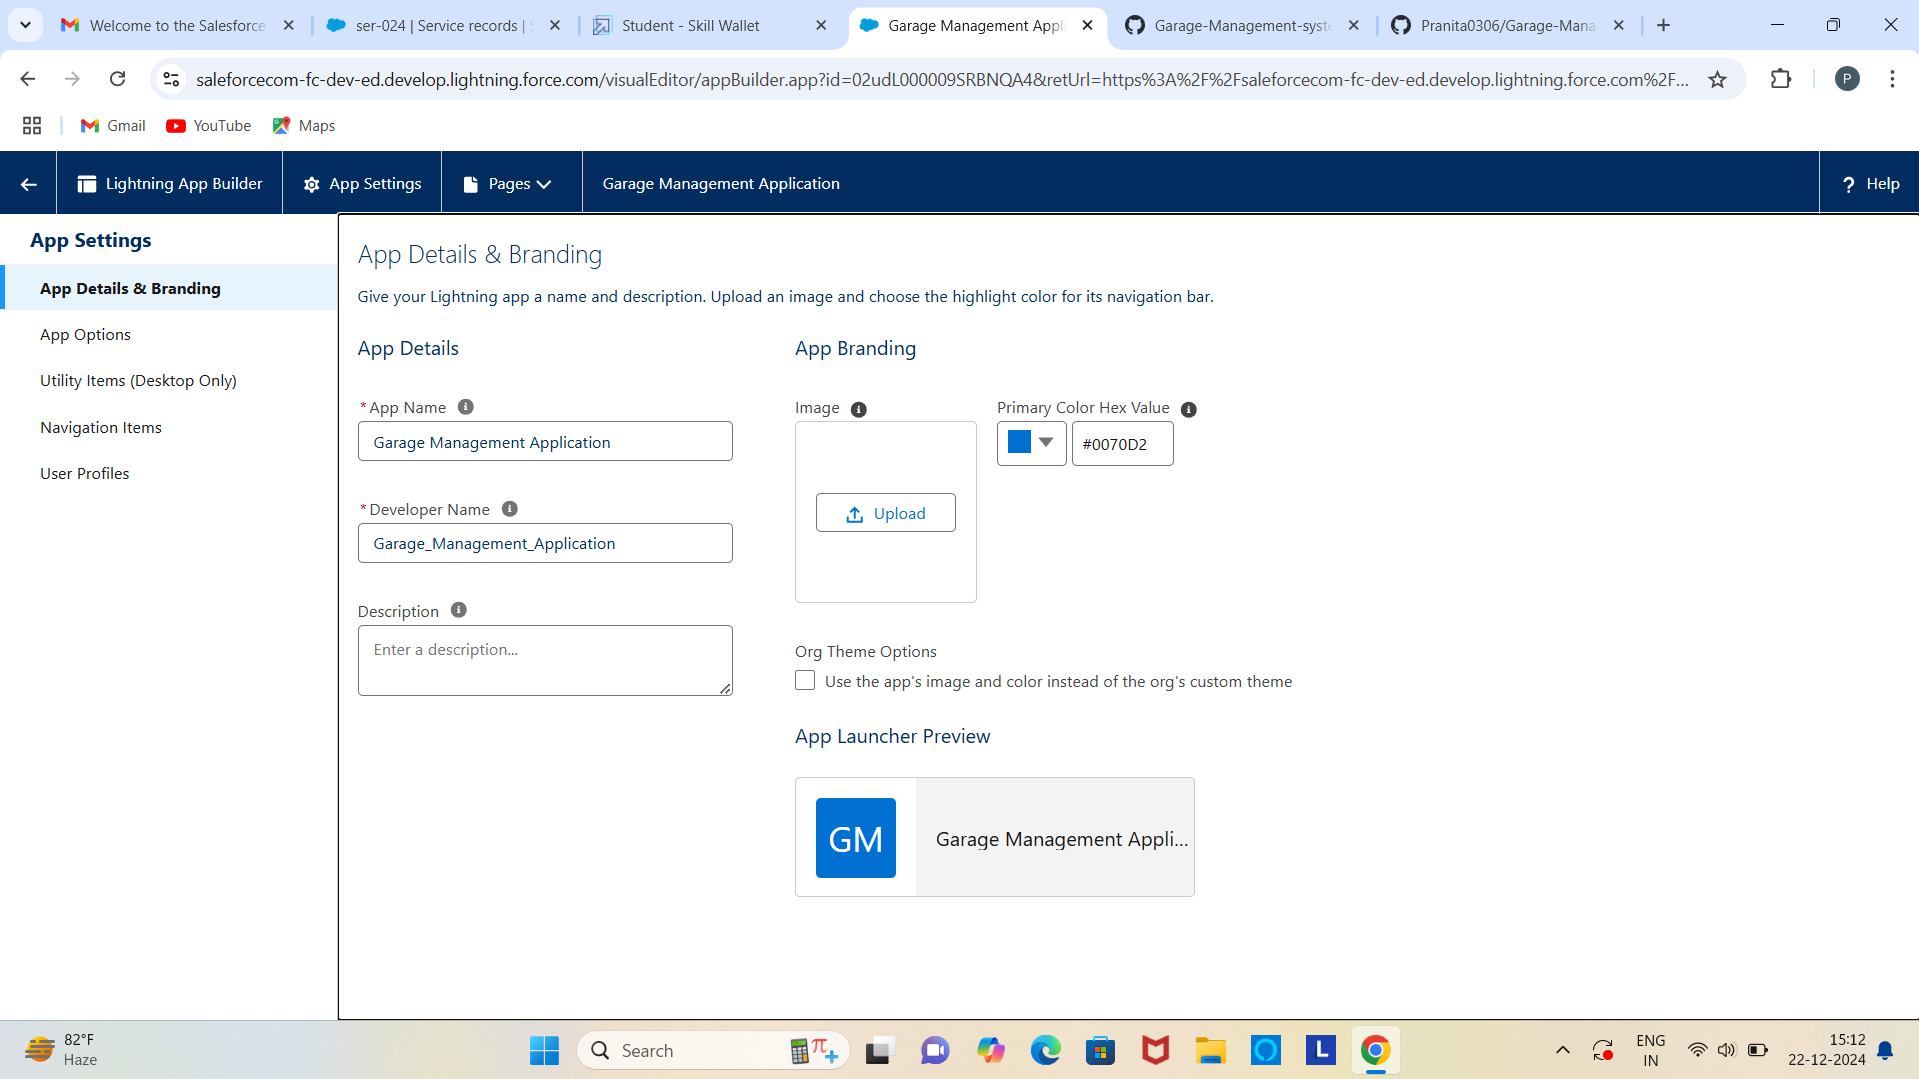 Welcome to the Salesforce
ser-024 | Service records | S
Student - Skill Wallet
Garage Management Appli
Garage-Management-syste
Pranita0306/Garage-Mana
saleforcecom-fc-dev-ed.develop.lightning.force.com/visualEditor/appBuilder.app?id=02udL000009SRBNQA4&retUrl=https%3A%2F%2Fsaleforcecom-fc-dev-ed.develop.lightning.force.com%2F...
P
Gmail
YouTube
Maps
Lightning App Builder
App Settings
Pages
Garage Management Application
? Help
App Settings
App Details & Branding
App Options
Utility Items (Desktop Only)
Navigation Items
User Profiles
App Details & Branding
Give your Lightning app a name and description. Upload an image and choose the highlight color for its navigation bar.
App Details
*App Name
Garage Management Application
*Developer Name
Garage_Management_Application
Description
Enter a description...
App Branding
Image
Upload
Primary Color Hex Value
#0070D2
Org Theme Options
Use the app's image and color instead of the org's custom theme
App Launcher Preview
GM
Garage Management Appli...
82°F
Haze
Search
L
ENG
IN
15:12
22-12-2024